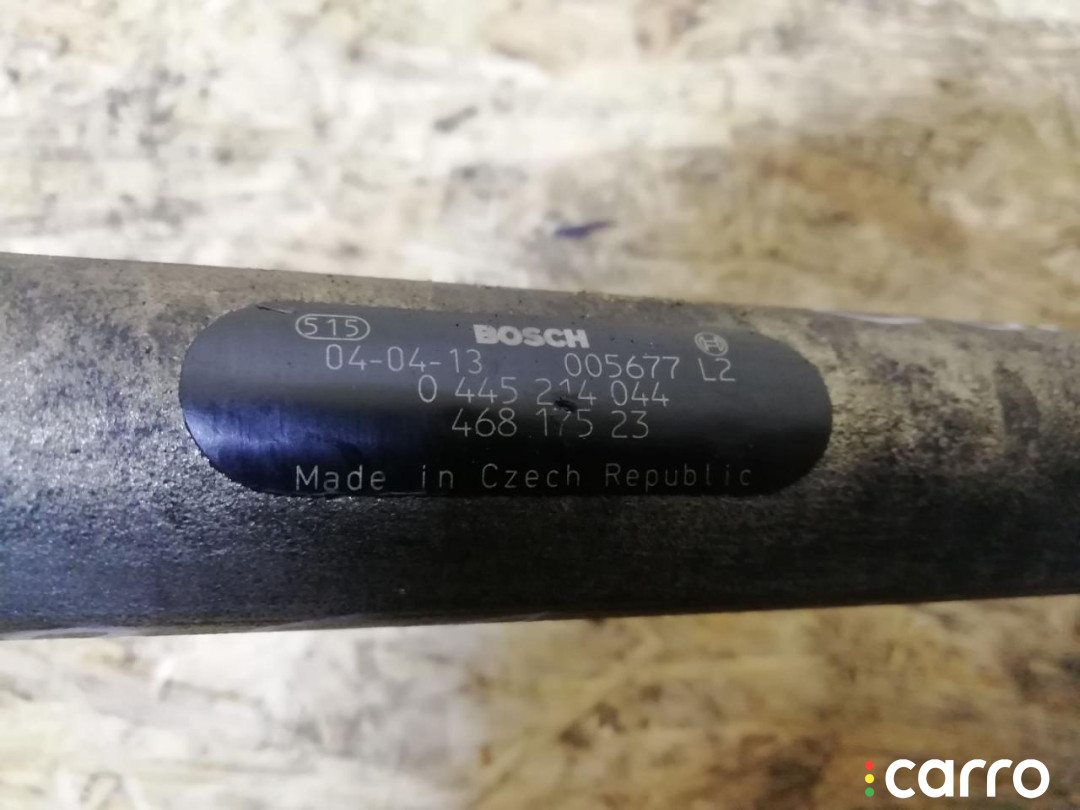 515 BOSCH
04-04-13 005677 L2
0 445 214 044
468 175 23
Made in Czech Republic
carro